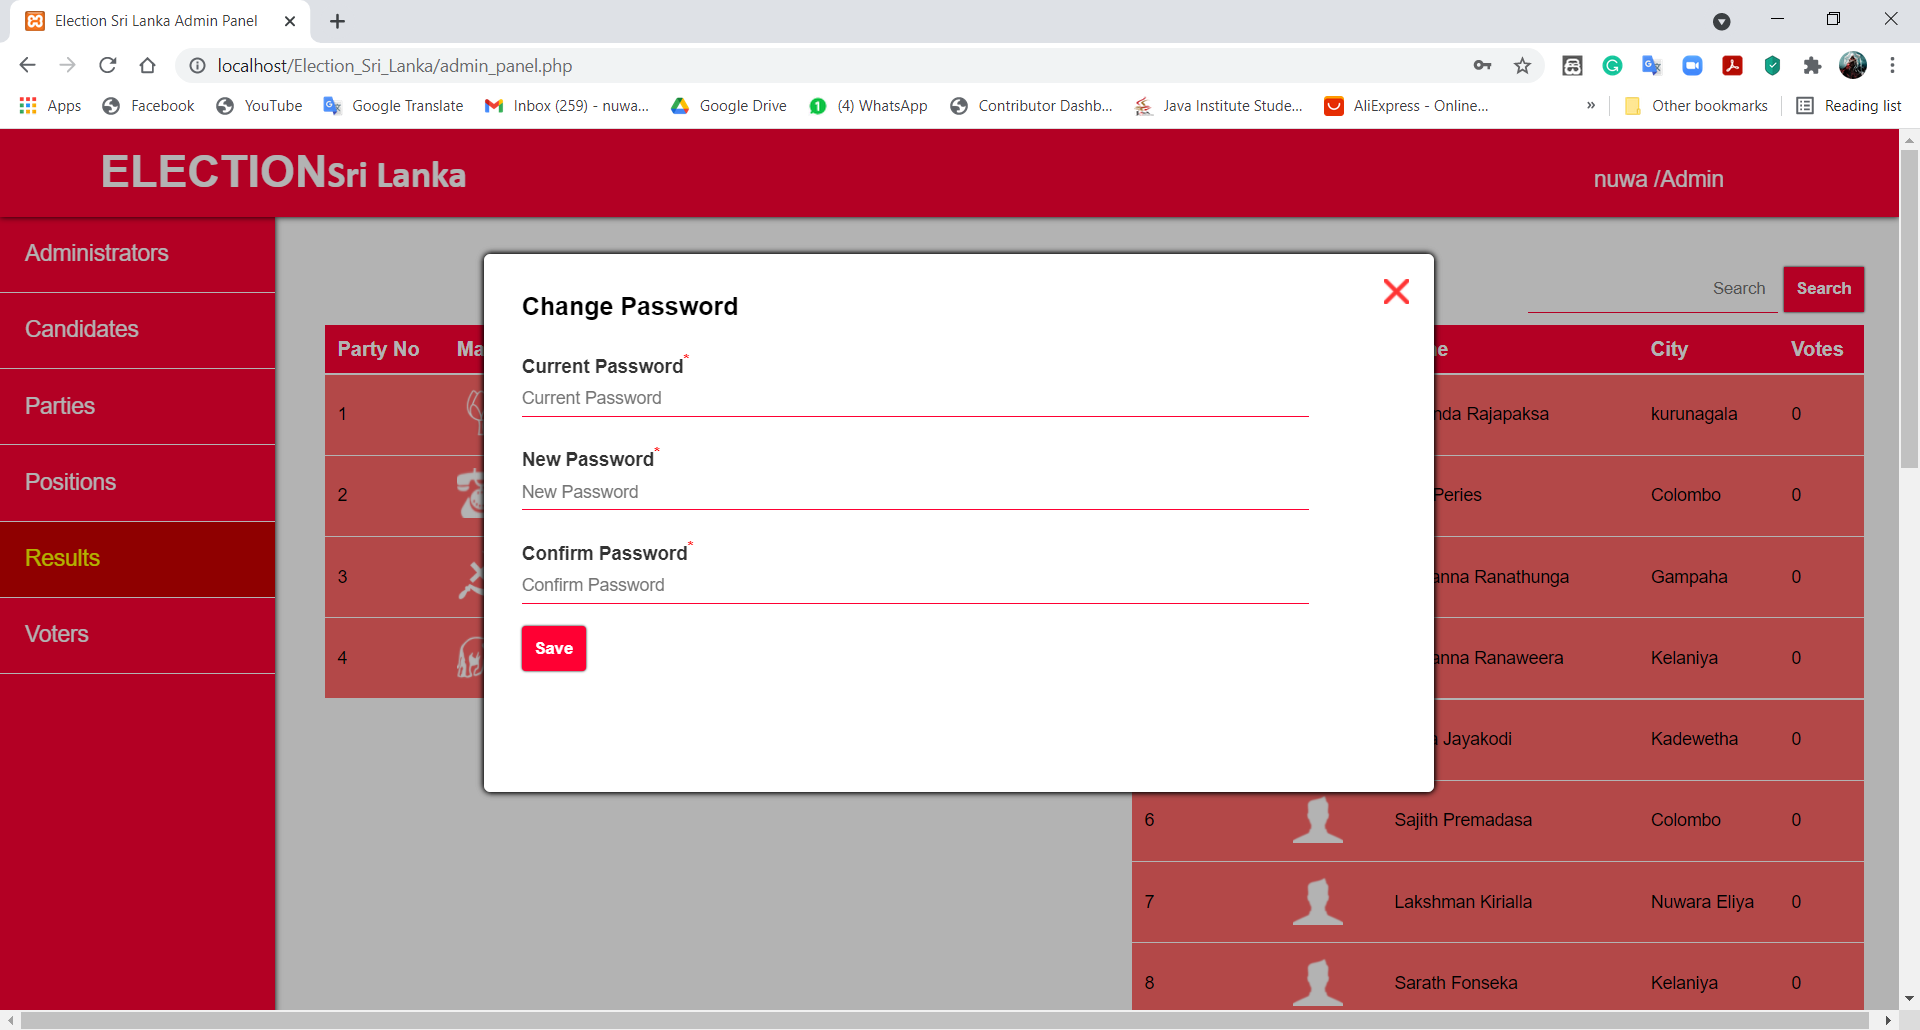 Election Sri Lanka Admin Panel
localhost/Election_Sri_Lanka/admin_panel.php
Apps Facebook YouTube Google Translate Inbox (259) - nuwa... Google Drive (4) WhatsApp Contributor Dashb... Java Institute Stude... AliExpress - Online... » Other bookmarks Reading list
ELECTIONSri Lanka
nuwa /Admin
Administrators
Candidates
Parties
Positions
Results
Voters
Search Search
Change Password
Current Password*
Current Password
New Password*
New Password
Confirm Password*
Confirm Password
Save
Party No
1
2
3
4
City Votes
Rajapaksa kurunagala 0
Peries Colombo 0
Ranathunga Gampaha 0
Ranaweera Kelaniya 0
Jayakodi Kadewetha 0
6 Sajith Premadasa Colombo 0
7 Lakshman Kirialla Nuwara Eliya 0
8 Sarath Fonseka Kelaniya 0